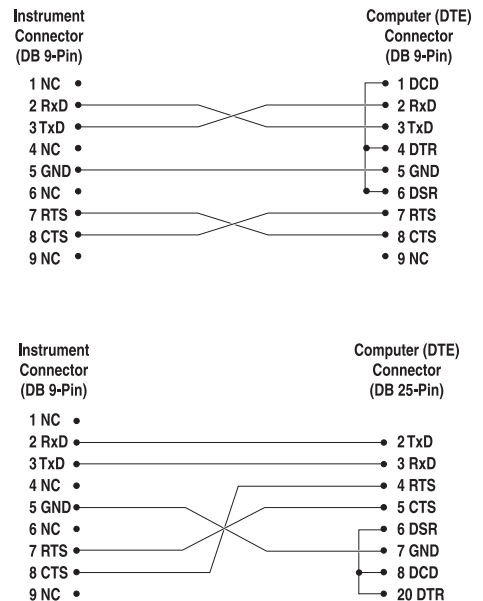 Instrument
Connector
(DB 9-Pin)
Computer (DTE)
Connector
(DB 9-Pin)
1 NC
1 DCD
2 RxD
2 RxD
3 TxD
3 TxD
4 NC
4 DTR
5 GND
5 GND
6 NC
6 DSR
7 RTS
7 RTS
8 CTS
8 CTS
9 NC
9 NC
Instrument
Connector
(DB 9-Pin)
Computer (DTE)
Connector
(DB 25-Pin)
1 NC
2 RxD
2 TxD
3 TxD
3 RxD
4 NC
4 RTS
5 GND
5 CTS
6 NC
6 DSR
7 RTS
7 GND
8 CTS
8 DCD
9 NC
20 DTR